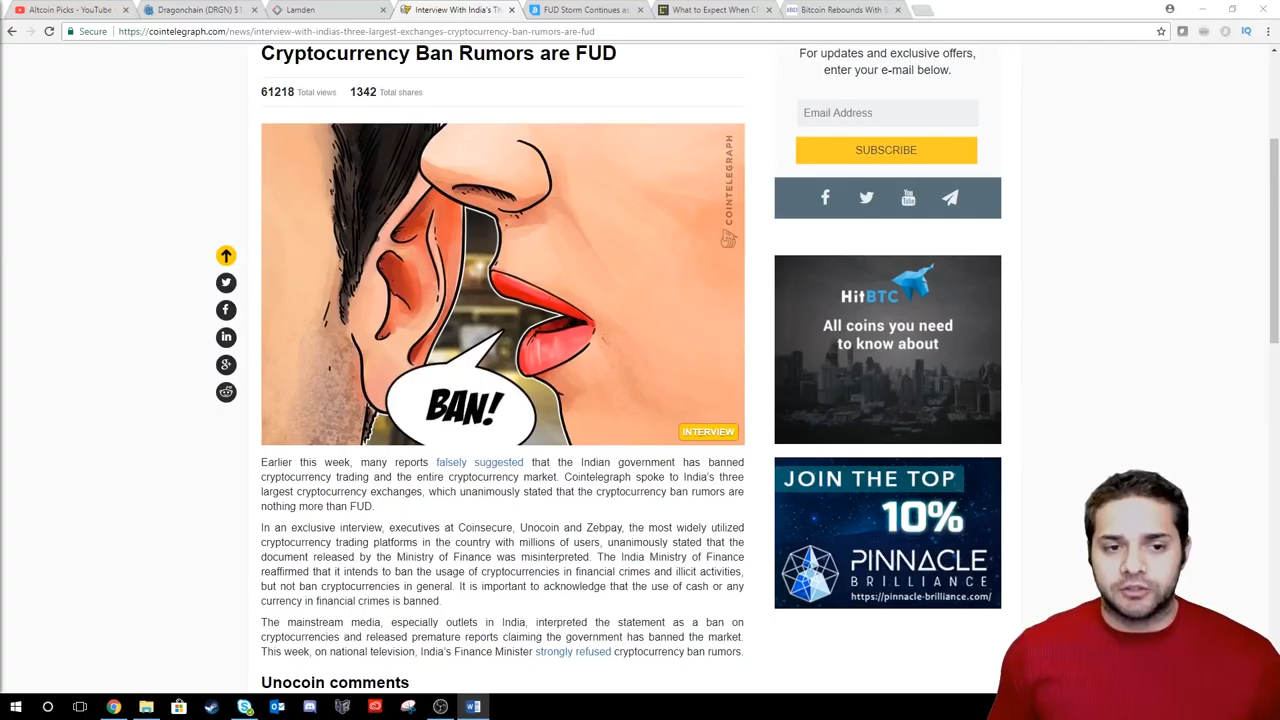 Altcoin Picks - YouTube
Dragonchain (DRGN) $1
Lamden
Interview With India's Th
FUD Storm Continues as
What to Expect When Cr
Bitcoin Rebounds With S
Secure
https://cointelegraph.com/news/interview-with-indias-three-largest-exchanges-cryptocurrency-ban-rumors-are-fud
Cryptocurrency Ban Rumors are FUD
61218 Total views 1342 Total shares
COINTELEGRAPH
BAN!
INTERVIEW
Earlier this week, many reports falsely suggested that the Indian government has banned
cryptocurrency trading and the entire cryptocurrency market. Cointelegraph spoke to India's three
largest cryptocurrency exchanges, which unanimously stated that the cryptocurrency ban rumors are
nothing more than FUD.
In an exclusive interview, executives at Coinsecure, Unocoin and Zebpay, the most widely utilized
cryptocurrency trading platforms in the country with millions of users, unanimously stated that the
document released by the Ministry of Finance was misinterpreted. The India Ministry of Finance
reaffirmed that it intends to ban the usage of cryptocurrencies in financial crimes and illicit activities,
but not ban cryptocurrencies in general. It is important to acknowledge that the use of cash or any
currency in financial crimes is banned.
The mainstream media, especially outlets in India, interpreted the statement as a ban on
cryptocurrencies and released premature reports claiming the government has banned the market.
This week, on national television, India's Finance Minister strongly refused cryptocurrency ban rumors.
Unocoin comments
For updates and exclusive offers,
enter your e-mail below.
Email Address
SUBSCRIBE
You
Tube
HitBTC
All coins you need
to know about
JOIN THE TOP
10%
PINNACLE
BRILLIANCE
https://pinnacle-brilliance.com/